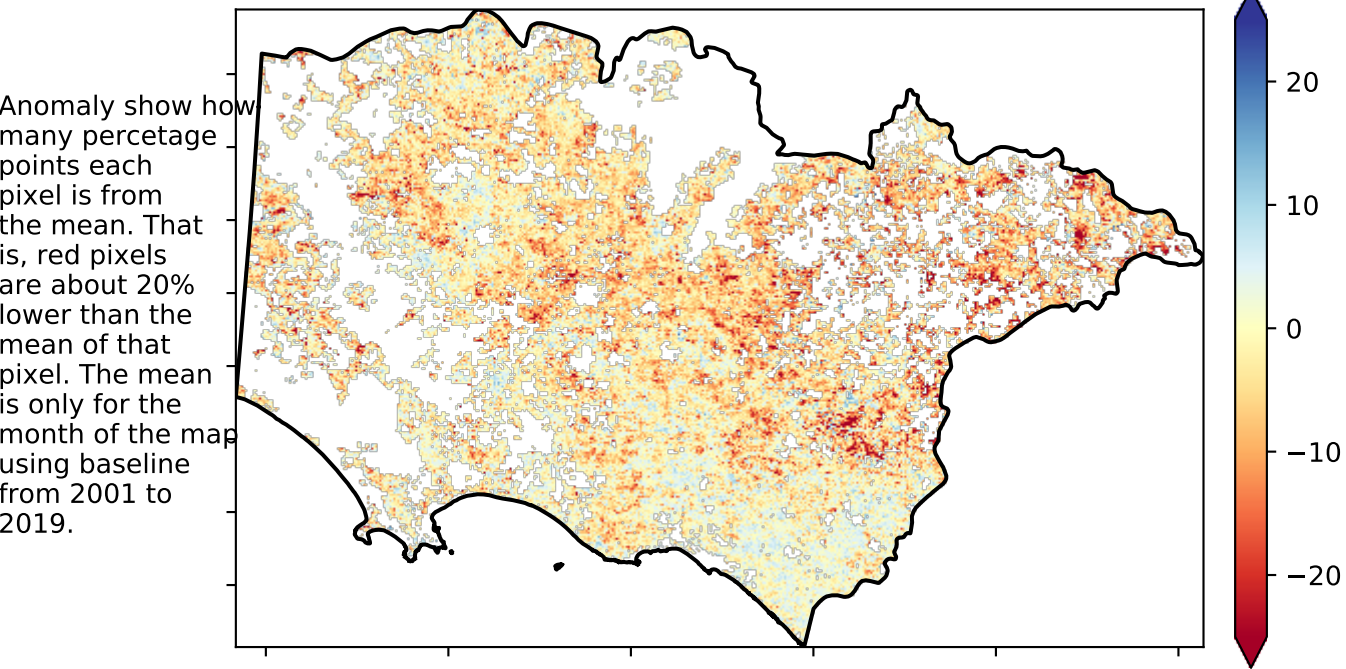 Anomaly show how
many percetage
points each
pixel is from
the mean. That
is, red pixels
are about 20%
lower than the
mean of that
pixel. The mean
is only for the
month of the map
using baseline
from 2001 to
2019.
20
10
0
−10
−20